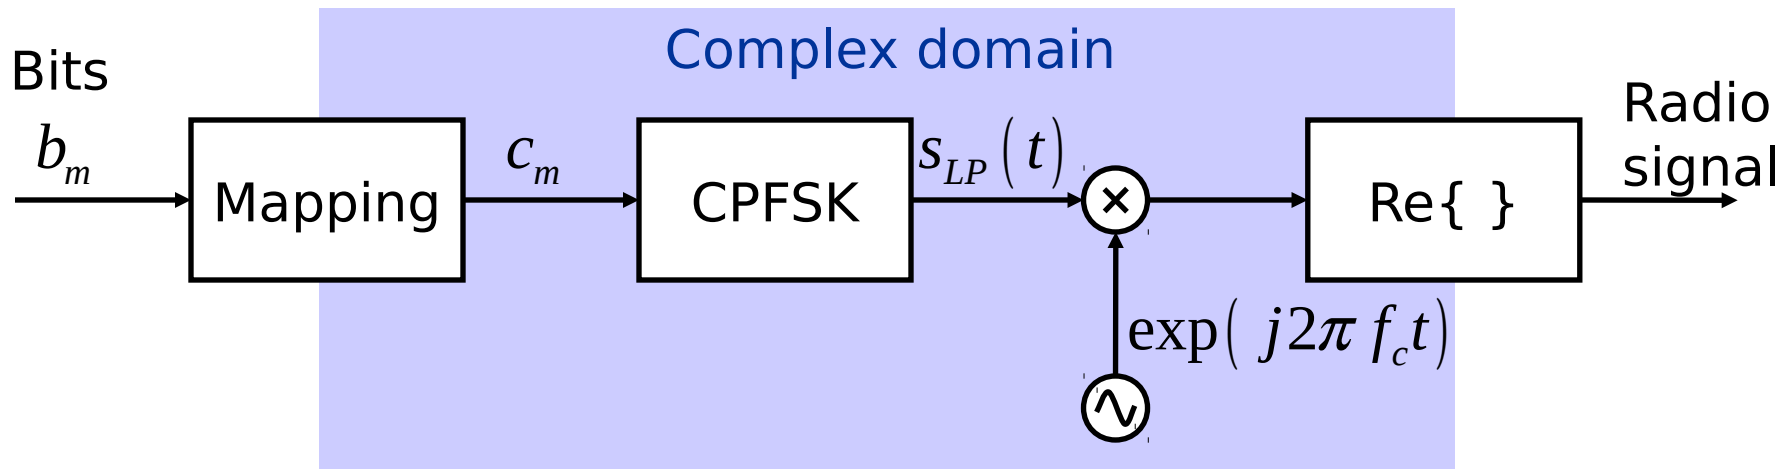 Complex domain
Bits
b_m
Mapping
c_m
CPFSK
s_LP(t)
×
Re{ }
Radio
signal
exp( j2π f_c t)